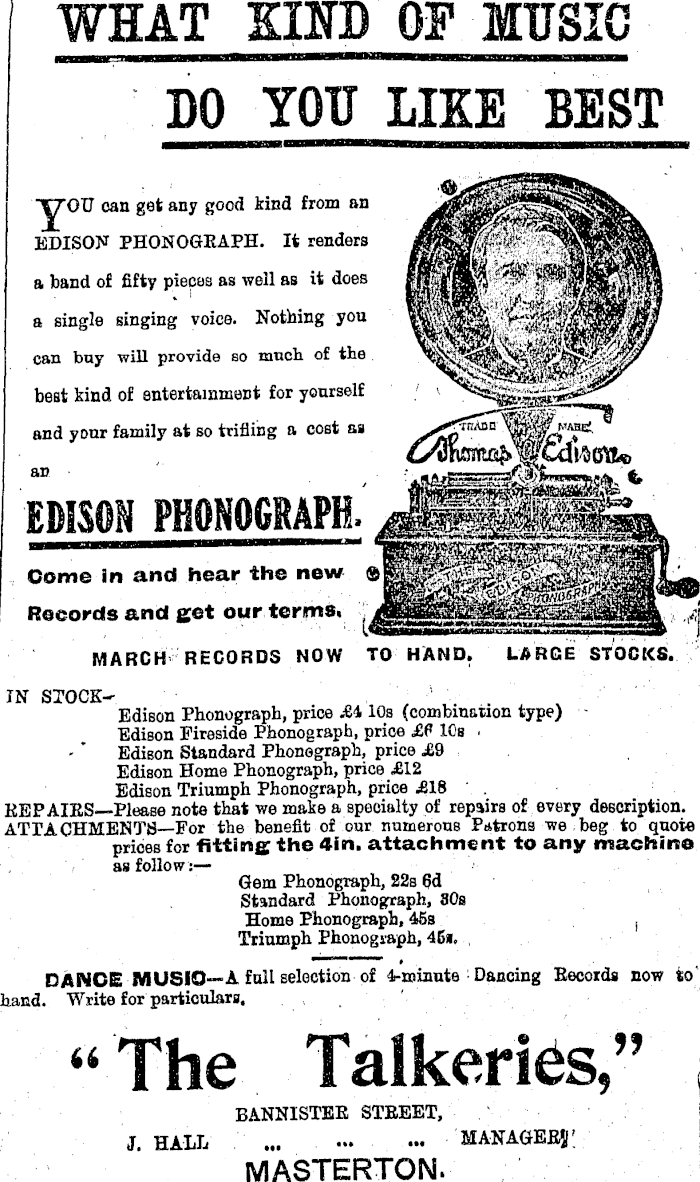 WHAT KIND OF MUSIC
DO YOU LIKE BEST
YOU can get any good kind from an
EDISON PHONOGRAPH. It renders
a band of fifty pieces as well as it does
a single singing voice. Nothing you
can buy will provide so much of the
best kind of entertainment for yourself
and your family at so trifling a cost as
an
EDISON PHONOGRAPH.
Come in and hear the new
Records and get our terms.
TRADE MARK
Thomas Edison
EDISON
PHONOGRAPH
MARCH RECORDS NOW TO HAND. LARGE STOCKS.
IN STOCK—
Edison Phonograph, price £4 10s (combination type)
Edison Fireside Phonograph, price £6 10s
Edison Standard Phonograph, price £9
Edison Home Phonograph, price £12
Edison Triumph Phonograph, price £18
REPAIRS—Please note that we make a specialty of repairs of every description.
ATTACHMENTS—For the benefit of our numerous Patrons we beg to quote
prices for fitting the 4in. attachment to any machine
as follow:—
Gem Phonograph, 22s 6d
Standard Phonograph, 30s
Home Phonograph, 45s
Triumph Phonograph, 45s.
DANCE MUSIC—A full selection of 4-minute Dancing Records now to
hand. Write for particulars.
"The Talkeries,"
BANNISTER STREET,
J. HALL ... ... ... MANAGER
MASTERTON.